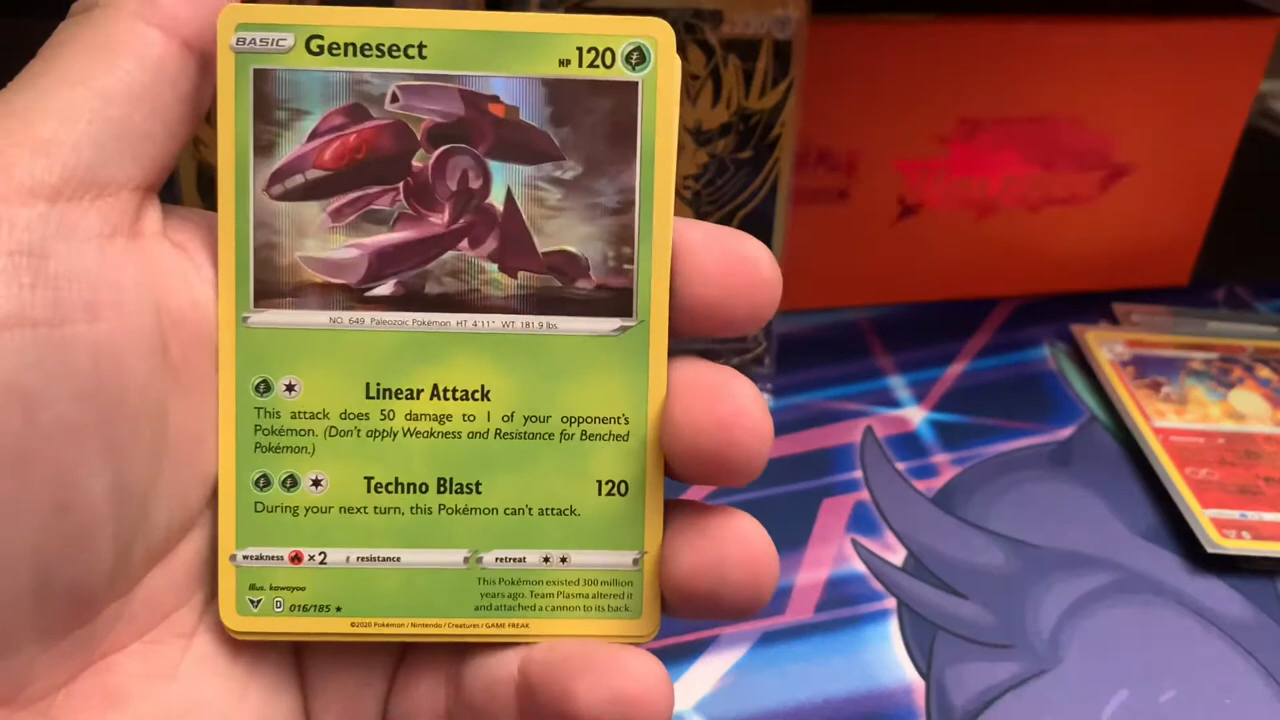 BASIC Genesect HP 120
NO. 649 Paleozoic Pokémon HT: 4'11" WT: 181.9 lbs.
Linear Attack
This attack does 50 damage to 1 of your opponent's
Pokémon. (Don't apply Weakness and Resistance for Benched
Pokémon.)
Techno Blast 120
During your next turn, this Pokémon can't attack.
weakness ×2 resistance retreat
Illus. kawayoo
D 016/185 ★
This Pokémon existed 300 million
years ago. Team Plasma altered it
and attached a cannon to its back.
©2020 Pokémon / Nintendo / Creatures / GAME FREAK